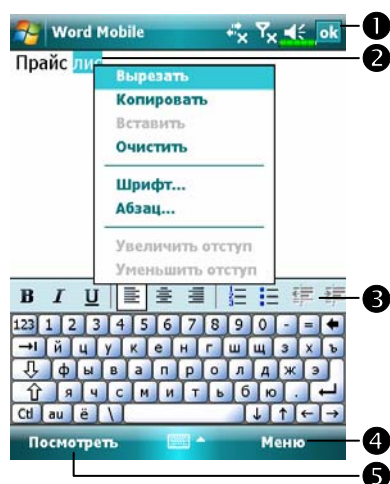 Word Mobile ok
1
Прайс лис
2
Вырезать
Копировать
Вставить
Очистить
Шрифт...
Абзац...
Увеличить отступ
Уменьшить отступ
B I U
3
123 1 2 3 4 5 6 7 8 9 0 - =
й ц у к е н г ш щ з х ъ
ф ы в а п р о л д ж э
я ч с м и т ь б ю .
Ctl au ё \
Посмотреть Меню
4
5